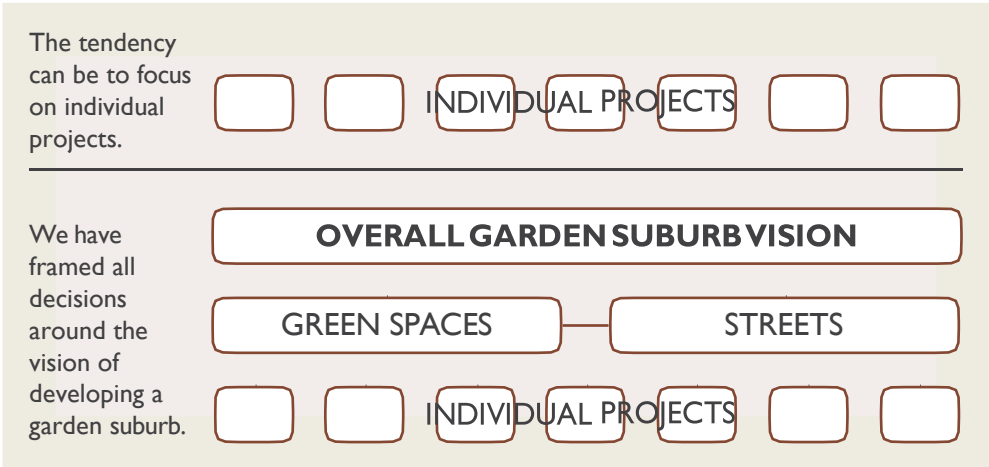 The tendency
can be to focus
on individual
projects.
INDIVIDUAL PROJECTS
We have
framed all
decisions
around the
vision of
developing a
garden suburb.
OVERALL GARDEN SUBURB VISION
GREEN SPACES
STREETS
INDIVIDUAL PROJECTS